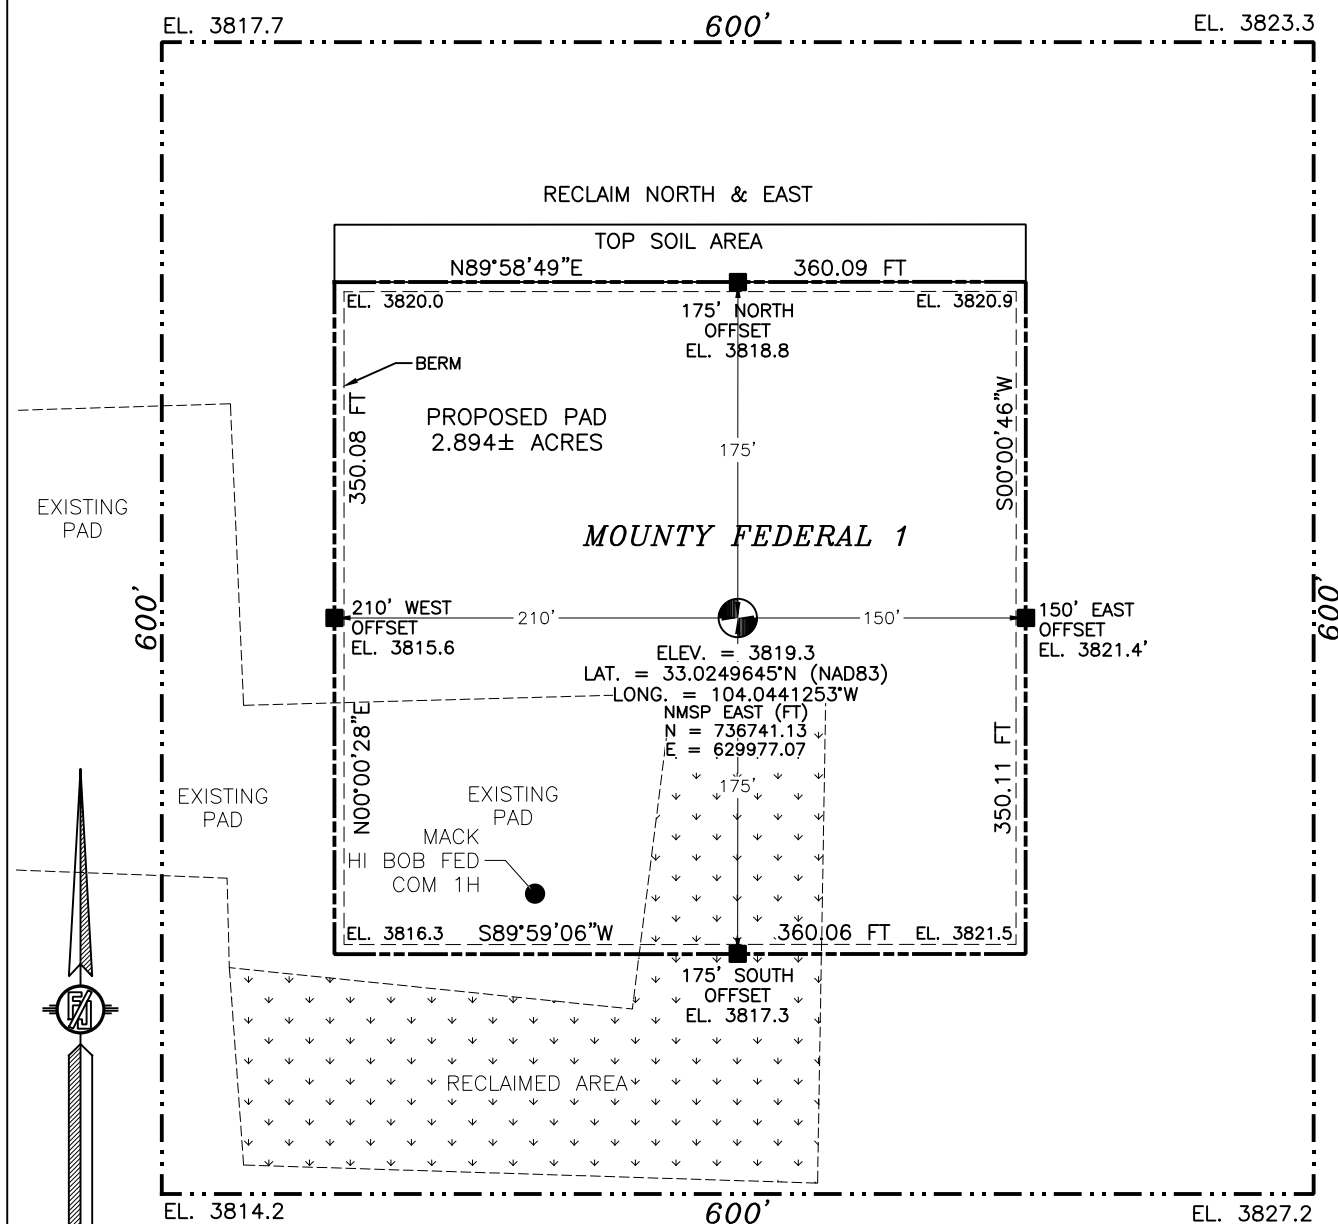 EL. 3817.7
600'
EL. 3823.3
RECLAIM NORTH & EAST
TOP SOIL AREA
N89°58'49"E
360.09 FT
EL. 3820.0
EL. 3820.9
175' NORTH
OFFSET
EL. 3818.8
BERM
PROPOSED PAD
2.894± ACRES
350.08 FT
175'
S00°00'46"W
EXISTING
PAD
MOUNTY FEDERAL 1
600'
210' WEST
OFFSET
EL. 3815.6
210'
150'
150' EAST
OFFSET
EL. 3821.4'
600'
ELEV. = 3819.3
LAT. = 33.0249645°N (NAD83)
LONG. = 104.0441253°W
NMSP EAST (FT)
N = 736741.13
E = 629977.07
N00°00'28"E
350.11 FT
175'
EXISTING
PAD
EXISTING
PAD
MACK
HI BOB FED
COM 1H
EL. 3816.3
S89°59'06"W
360.06 FT
EL. 3821.5
175' SOUTH
OFFSET
EL. 3817.3
FJ
RECLAIMED AREA
EL. 3814.2
600'
EL. 3827.2